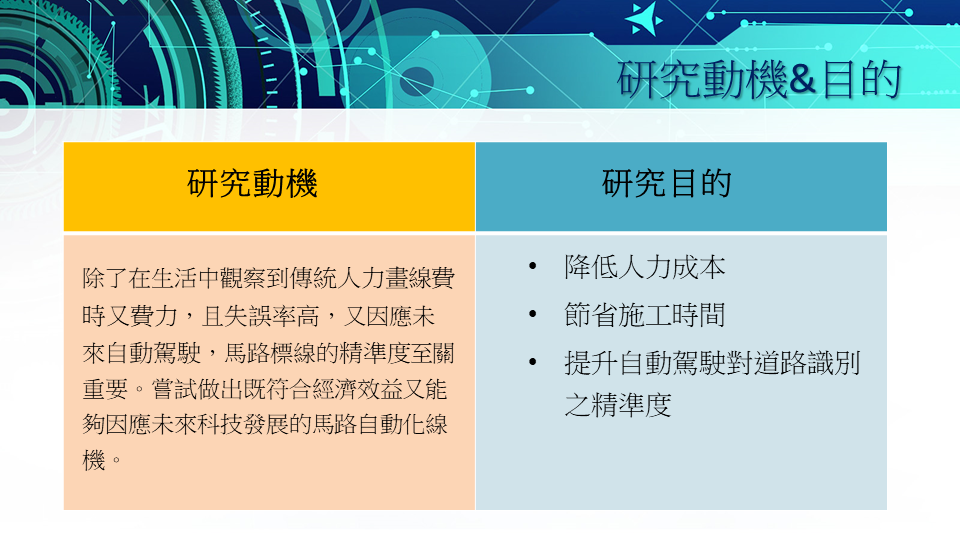 研究動機&目的
研究動機
研究目的
除了在生活中觀察到傳統人力畫線費
時又費力，且失誤率高，又因應未
來自動駕駛，馬路標線的精準度至關
重要。嘗試做出既符合經濟效益又能
夠因應未來科技發展的馬路自動化線
機。
• 降低人力成本
• 節省施工時間
• 提升自動駕駛對道路識別
之精準度